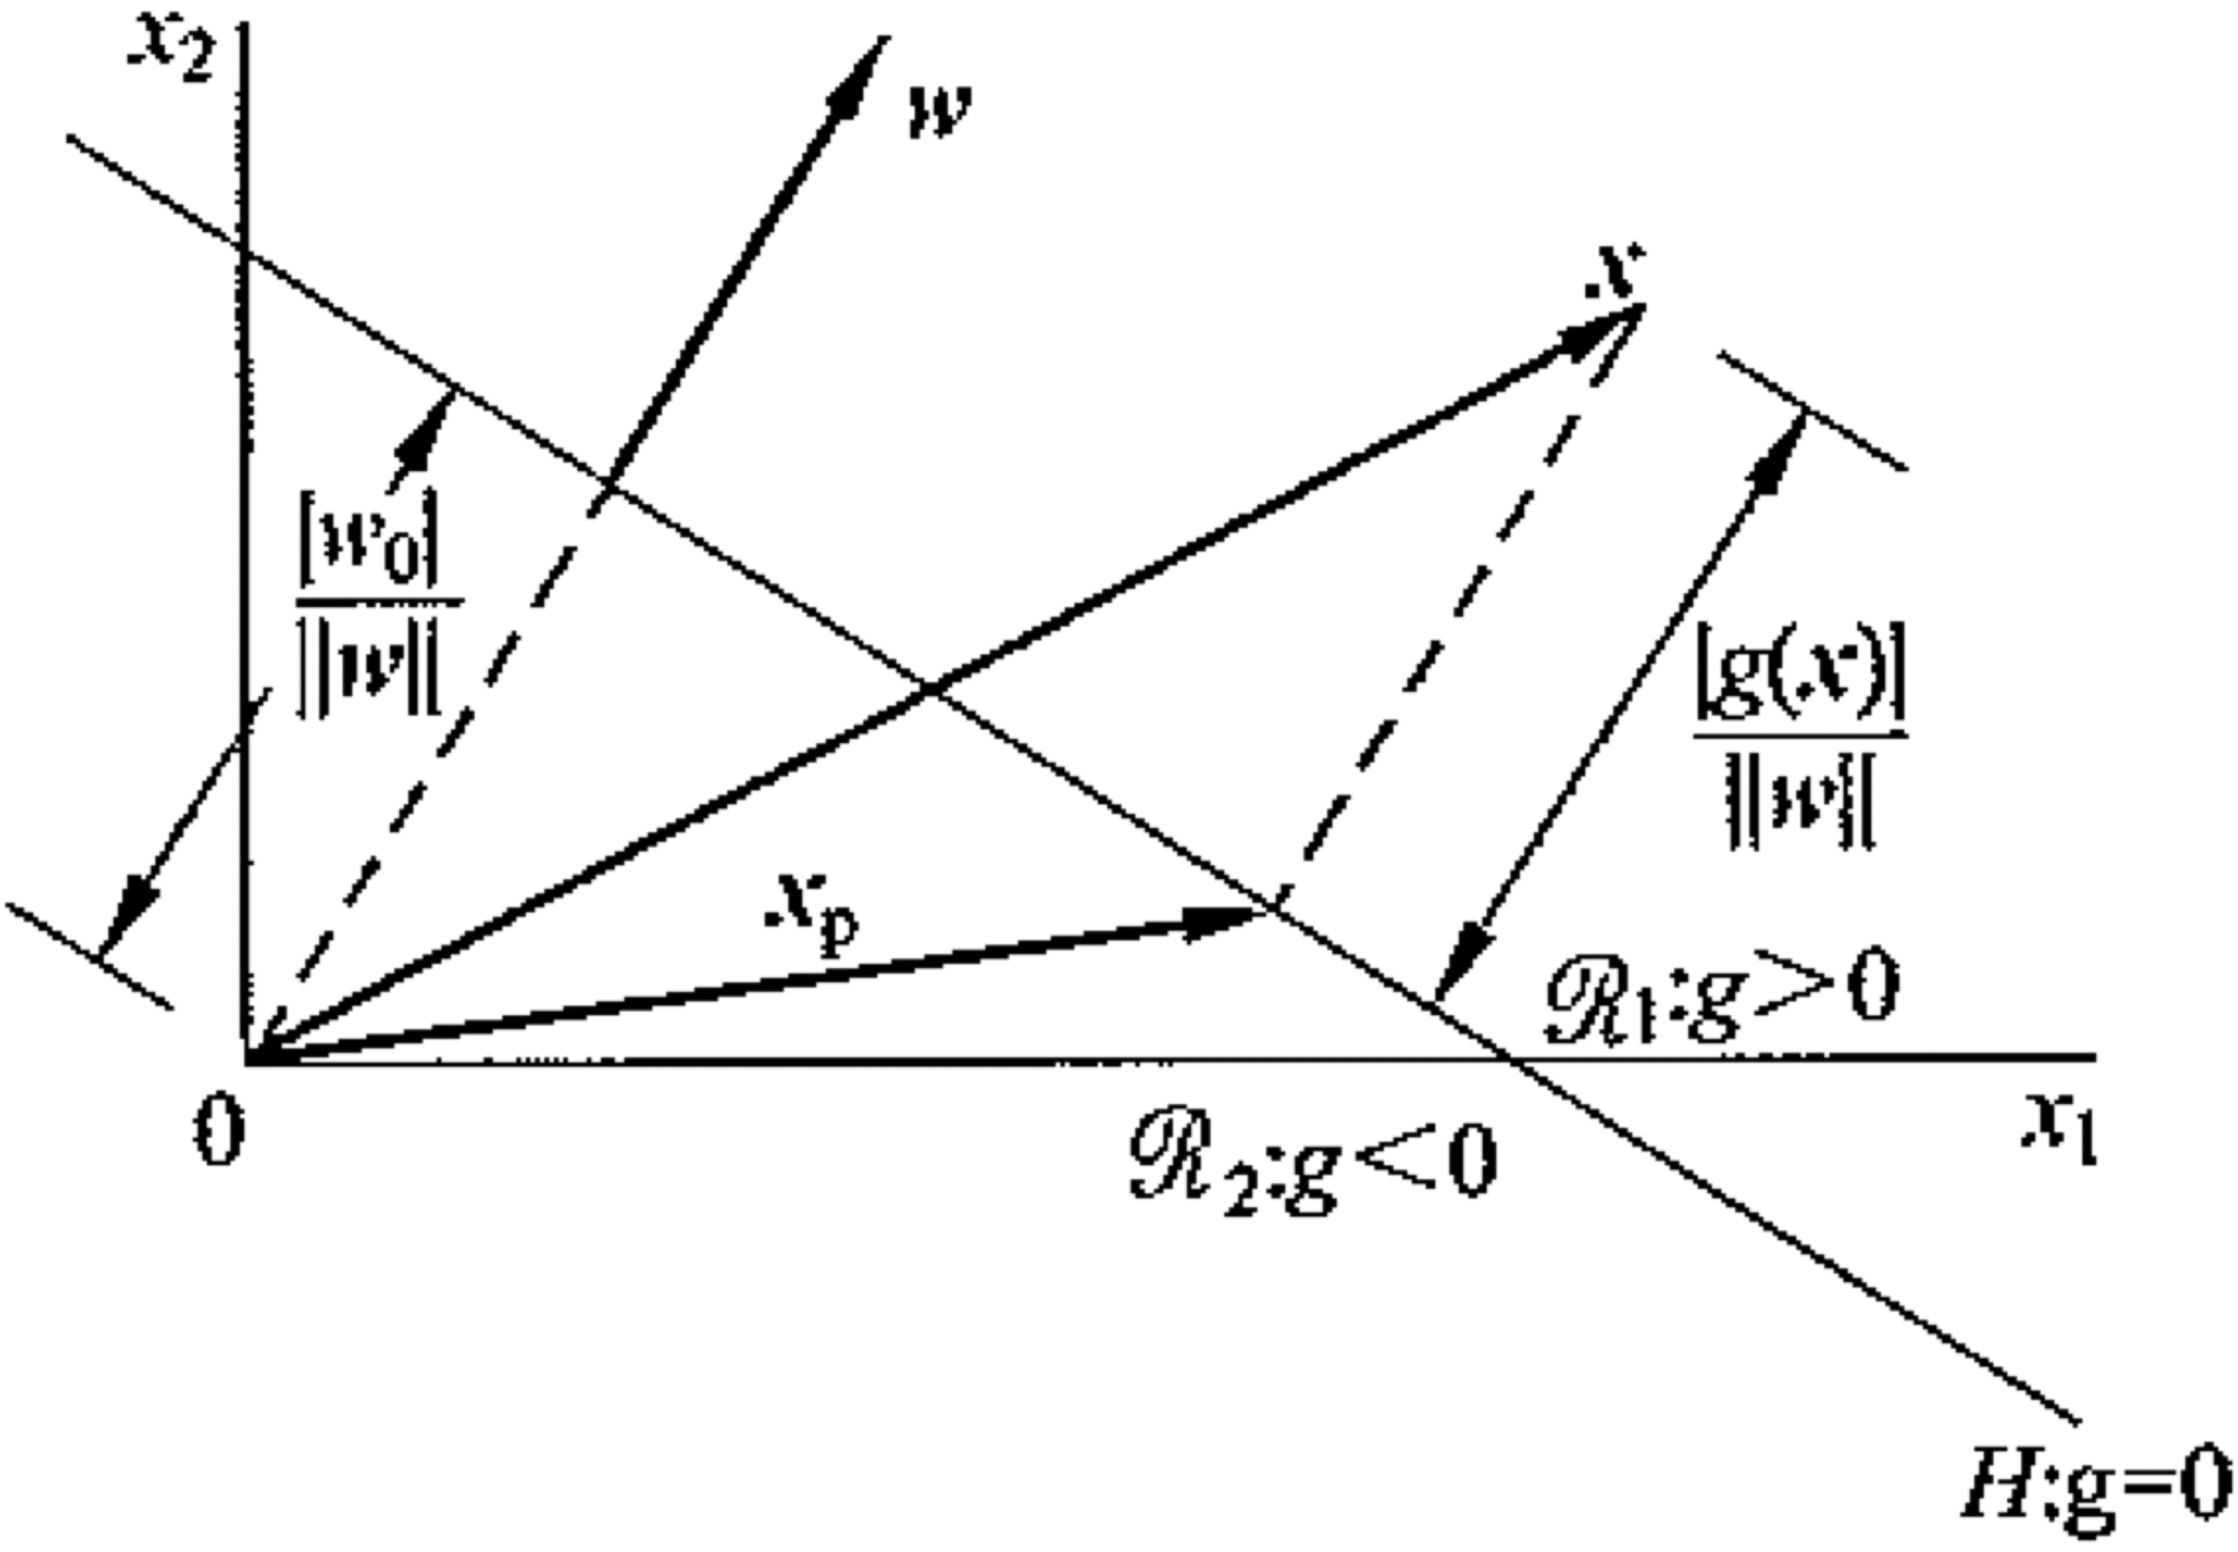 x₂
w
x
[w₀]
‖w‖
[g(x)]
‖w‖
xₚ
ℛ₁:g>0
0
x₁
ℛ₂:g<0
H:g=0